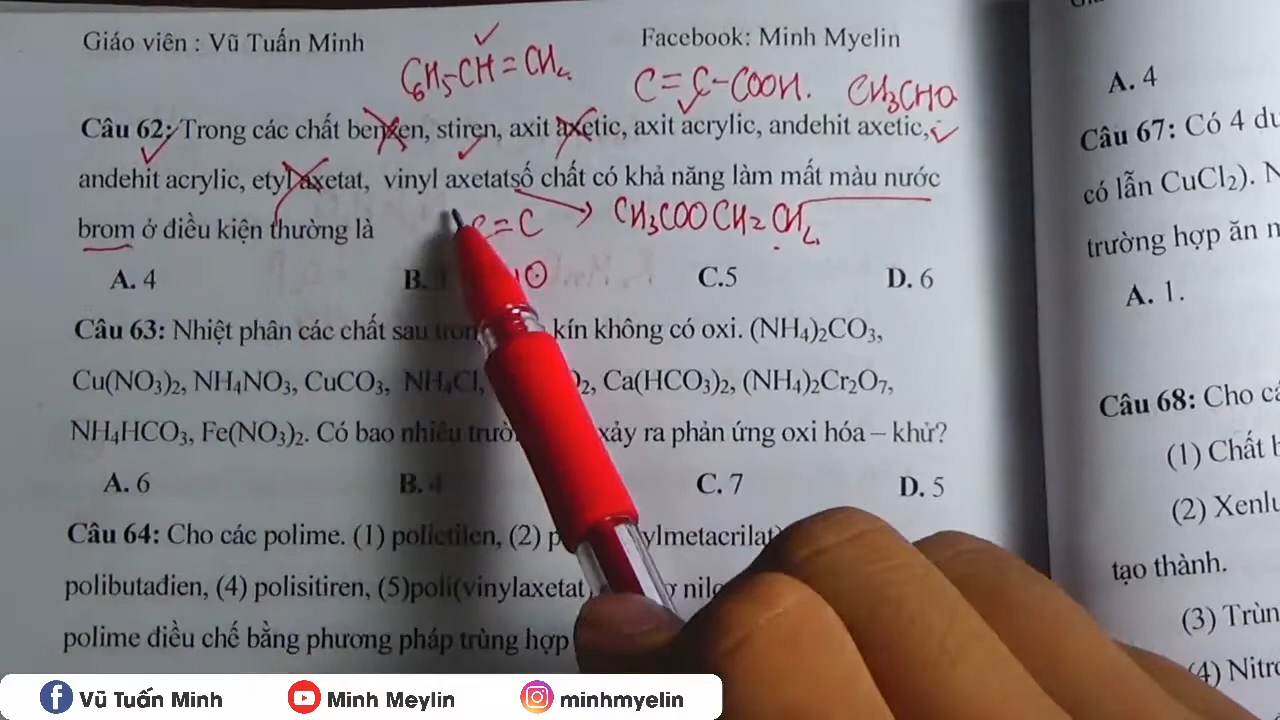 Giáo viên : Vũ Tuấn Minh
Facebook: Minh Myelin
C6H5-CH=CH2
C=C-COOH. CH3CHO
Câu 62: Trong các chất benzen, stiren, axit axetic, axit acrylic, andehit axetic,
andehit acrylic, etyl axetat, vinyl axetatsố chất có khả năng làm mất màu nước
brom ở điều kiện thường là
C=C
CH3COOCH2CH2
A. 4
B.
C.5
D. 6
Câu 63: Nhiệt phân các chất sau kín không có oxi. (NH4)2CO3,
Cu(NO3)2, NH4NO3, CuCO3, NH4Cl, Ca(HCO3)2, (NH4)2Cr2O7,
NH4HCO3, Fe(NO3)2. Có bao nhiêu xảy ra phản ứng oxi hóa – khử?
A. 6
B. 4
C. 7
D. 5
Câu 64: Cho các polime. (1) polietilen, (2) ylmetacrilat)
polibutađien, (4) polisitiren, (5)poli(vinylaxetat
polime điều chế bằng phương pháp trùng hợp
A. 4
Câu 67: Có 4 du
có lẫn CuCl2). N
trường hợp ăn m
A. 1.
Câu 68: Cho cá
(1) Chất
(2) Xenlu
tạo thành.
(3) Trùn
(4) Nitro
Vũ Tuấn Minh
Minh Meylin
minhmyelin